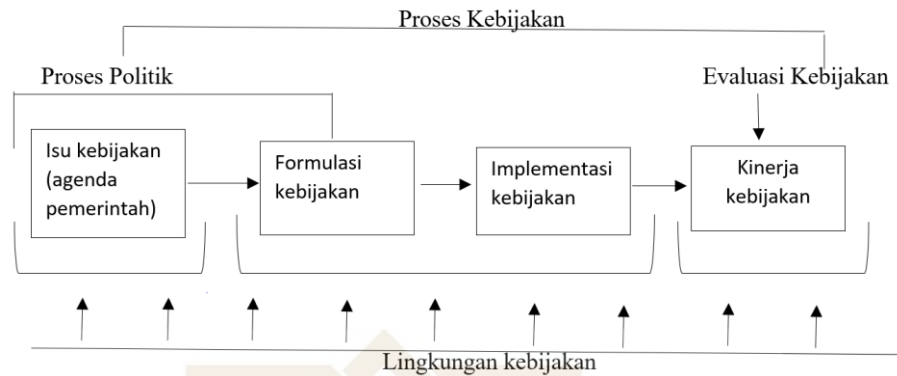 Proses Kebijakan
Proses Politik
Evaluasi Kebijakan
Isu kebijakan
(agenda
pemerintah)
Formulasi
kebijakan
Implementasi
kebijakan
Kinerja
kebijakan
Lingkungan kebijakan